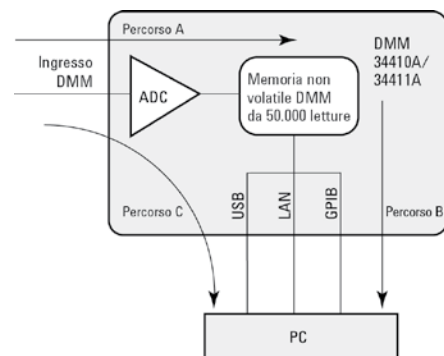 Percorso A
DMM
34410A/
34411A
Ingresso
DMM
ADC
Memoria non
volatile DMM
da 50.000 letture
Percorso C
USB
LAN
GPIB
Percorso B
PC